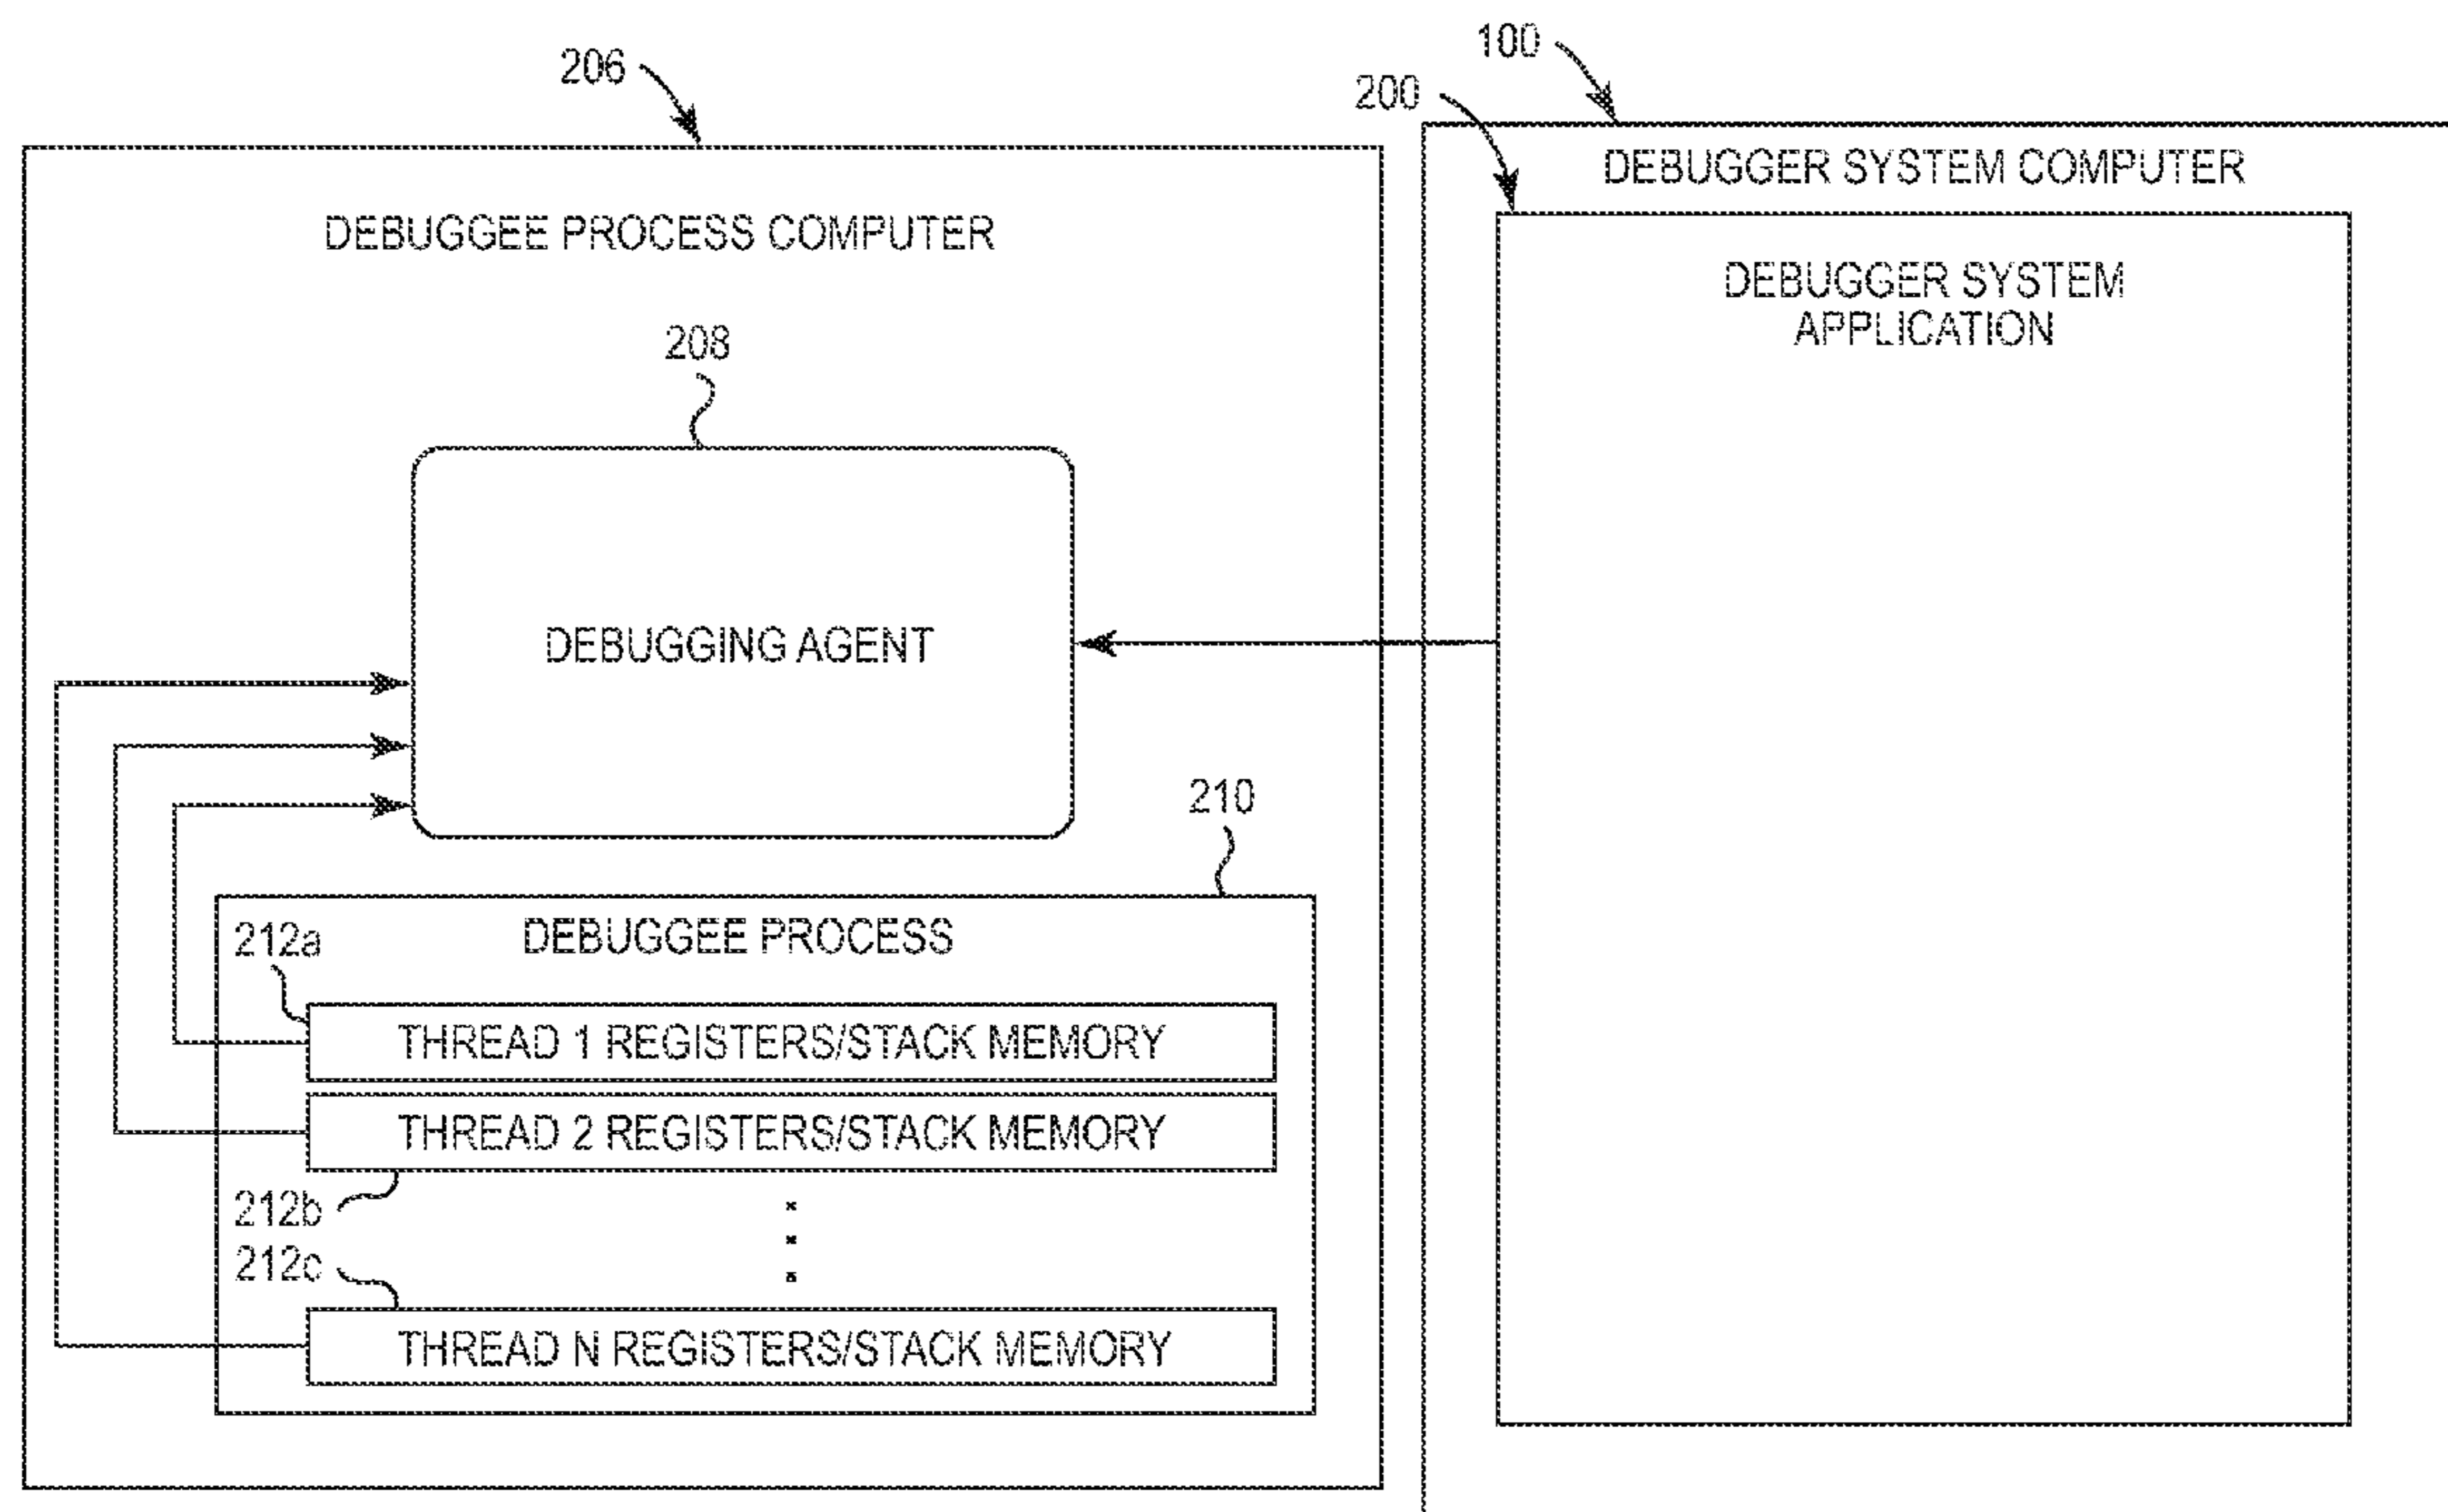 206
100
200
DEBUGGER SYSTEM COMPUTER
DEBUGGEE PROCESS COMPUTER
DEBUGGER SYSTEM
APPLICATION
208
DEBUGGING AGENT
210
DEBUGGEE PROCESS
212a
THREAD 1 REGISTERS/STACK MEMORY
THREAD 2 REGISTERS/STACK MEMORY
212b
212c
THREAD N REGISTERS/STACK MEMORY